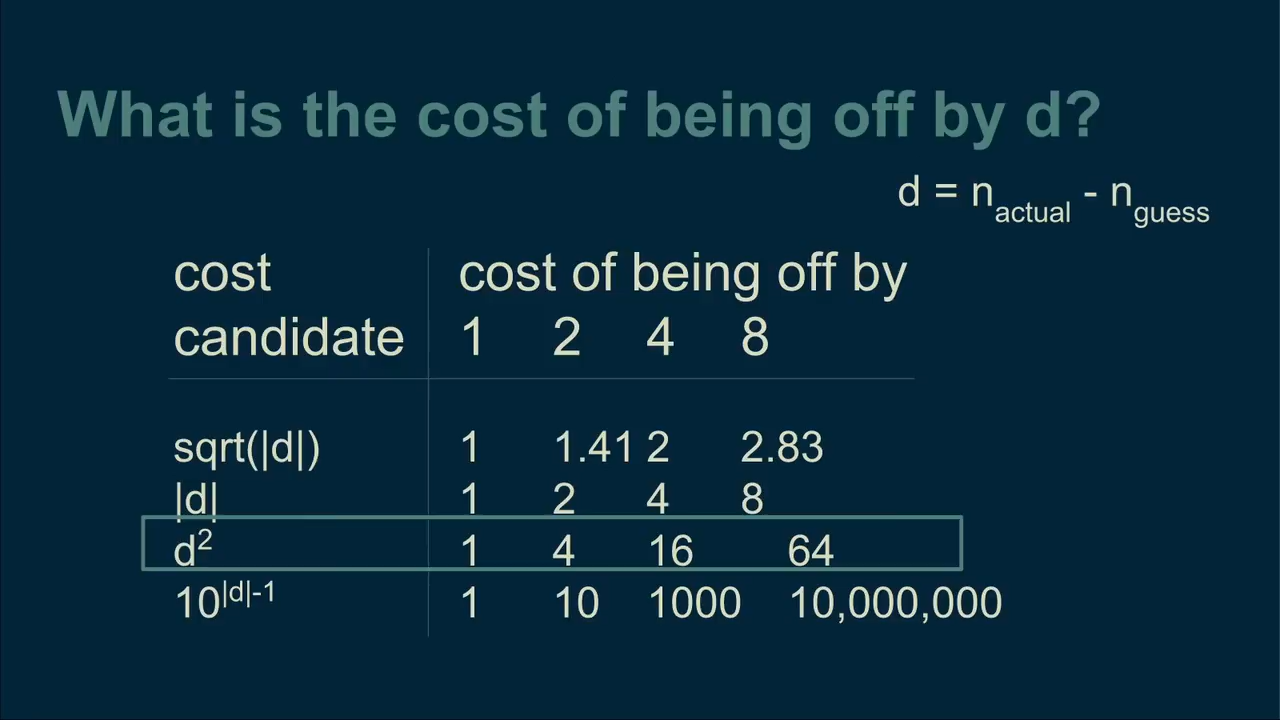 What is the cost of being off by d?
d = n_actual - n_guess
cost cost of being off by
candidate 1 2 4 8
sqrt(|d|) 1 1.41 2 2.83
|d| 1 2 4 8
d² 1 4 16 64
10^|d|-1 1 10 1000 10,000,000